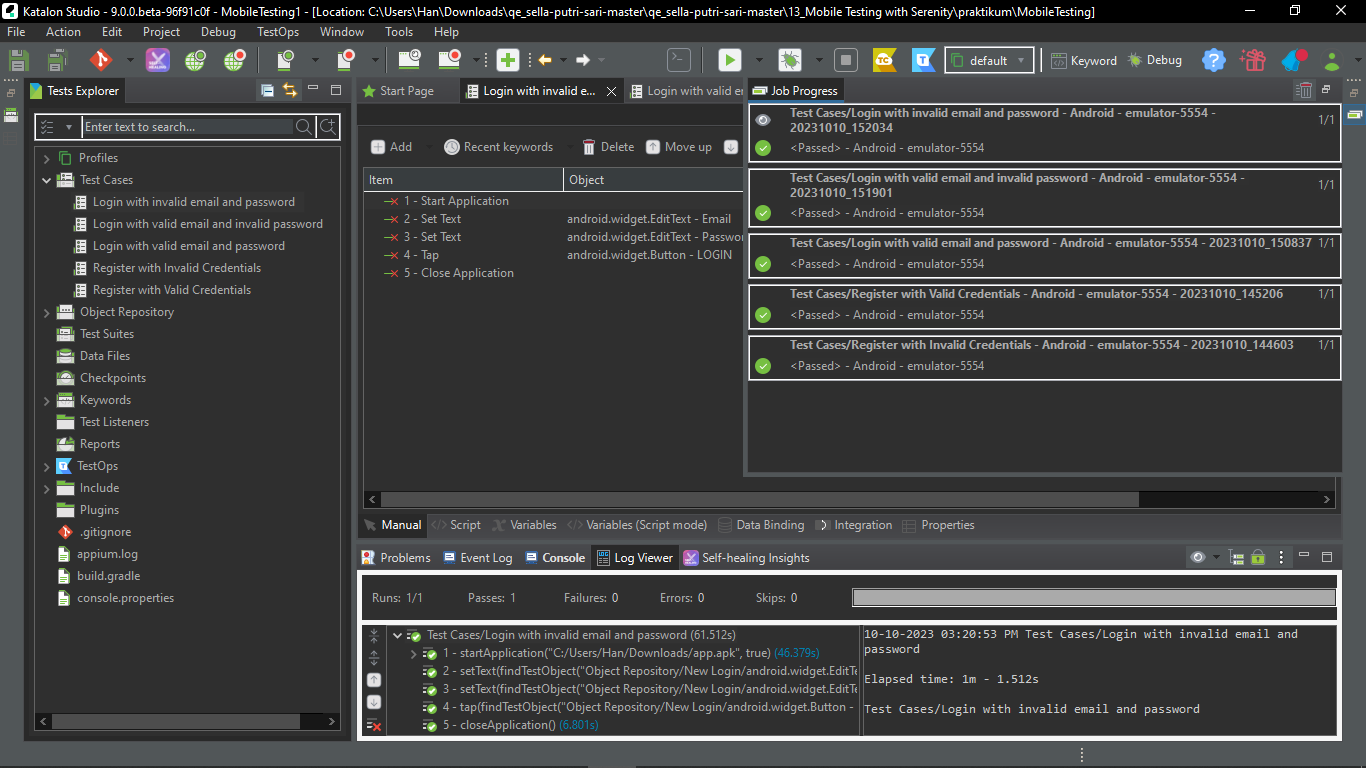 Katalon Studio - 9.0.0.beta-96f91c0f - MobileTesting1 - [Location: C:\Users\Han\Downloads\qe_sella-putri-sari-master\qe_sella-putri-sari-master\13_Mobile Testing with Serenity\praktikum\MobileTesting]
File Action Edit Project Debug TestOps Window Tools Help
default Keyword Debug
Tests Explorer
Enter text to search...
Profiles
Test Cases
Login with invalid email and password
Login with valid email and invalid password
Login with valid email and password
Register with Invalid Credentials
Register with Valid Credentials
Object Repository
Test Suites
Data Files
Checkpoints
Keywords
Test Listeners
Reports
TestOps
Include
Plugins
.gitignore
appium.log
build.gradle
console.properties
Start Page Login with invalid e... Login with valid er
Add Recent keywords Delete Move up
Item Object
1 - Start Application
2 - Set Text android.widget.EditText - Email
3 - Set Text android.widget.EditText - Passwor
4 - Tap android.widget.Button - LOGIN
5 - Close Application
Job Progress
Test Cases/Login with invalid email and password - Android - emulator-5554 - 1/1
20231010_152034
<Passed> - Android - emulator-5554
Test Cases/Login with valid email and invalid password - Android - emulator-5554 - 1/1
20231010_151901
<Passed> - Android - emulator-5554
Test Cases/Login with valid email and password - Android - emulator-5554 - 20231010_150837 1/1
<Passed> - Android - emulator-5554
Test Cases/Register with Valid Credentials - Android - emulator-5554 - 20231010_145206 1/1
<Passed> - Android - emulator-5554
Test Cases/Register with Invalid Credentials - Android - emulator-5554 - 20231010_144603 1/1
<Passed> - Android - emulator-5554
Manual Script Variables Variables (Script mode) Data Binding Integration Properties
Problems Event Log Console Log Viewer Self-healing Insights
Runs: 1/1 Passes: 1 Failures: 0 Errors: 0 Skips: 0
Test Cases/Login with invalid email and password (61.512s)
1 - startApplication("C:/Users/Han/Downloads/app.apk", true) (46.379s)
2 - setText(findTestObject("Object Repository/New Login/android.widget.EditTe
3 - setText(findTestObject("Object Repository/New Login/android.widget.EditTe
4 - tap(findTestObject("Object Repository/New Login/android.widget.Button -
5 - closeApplication() (6.801s)
10-10-2023 03:20:53 PM Test Cases/Login with invalid email and
password
Elapsed time: 1m - 1.512s
Test Cases/Login with invalid email and password